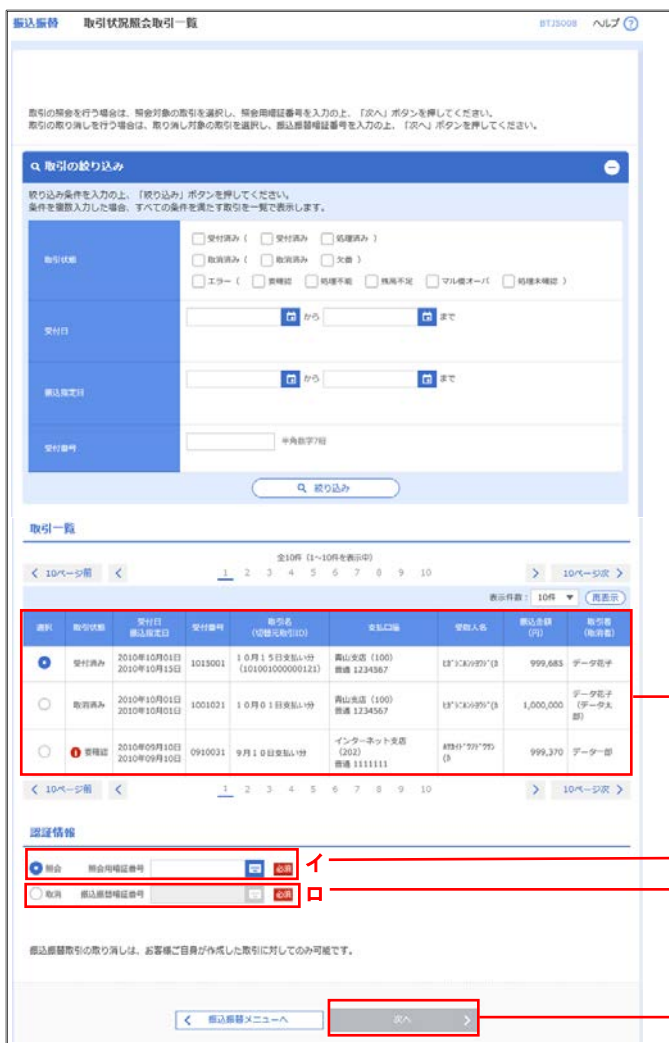 振込振替 取引状況照会取引一覧 BTJS008 ヘルプ ?
取引の照会を行う場合は、照会対象の取引を選択し、照会用暗証番号を入力の上、「次へ」ボタンを押してください。
取引の取り消しを行う場合は、取り消し対象の取引を選択し、振込振替暗証番号を入力の上、「次へ」ボタンを押してください。
取引の絞り込み
絞り込み条件を入力の上、「絞り込み」ボタンを押してください。
条件を複数入力した場合、すべての条件を満たす取引を一覧で表示します。
取引状態
受付済み ( 受付済み 処理済み )
取消済み ( 取消済み 欠番 )
エラー ( 要確認 処理不能 残高不足 マル優オーバ 処理未確認 )
受付日 から まで
振込指定日 から まで
受付番号 半角数字7桁
絞り込み
取引一覧
全10件 (1~10件を表示中)
10ページ前 1 2 3 4 5 6 7 8 9 10 10ページ次
表示件数: 10件 再表示
選択 取引状態 受付日 振込指定日 受付番号 取引名 (切替元取引ID) 支払口座 受取人名 振込金額 (円) 取引者 (取消者)
受付済み 2010年10月01日 2010年10月15日 1015001 10月15日支払い分 (101001000000121) 青山支店 (100) 普通 1234567 999,685 データ花子
取消済み 2010年10月01日 2010年10月01日 1001021 10月01日支払い分 青山支店 (100) 普通 1234567 1,000,000 データ花子 (データ太郎)
要確認 2010年09月10日 2010年09月10日 0910031 9月10日支払い分 インターネット支店 (202) 普通 1111111 999,370 データ一郎
10ページ前 1 2 3 4 5 6 7 8 9 10 10ページ次
認証情報
照会 照会用暗証番号 必須 イ
取消 振込振替暗証番号 必須 ロ
振込振替取引の取り消しは、お客様ご自身が作成した取引に対してのみ可能です。
振込振替メニューへ 次へ